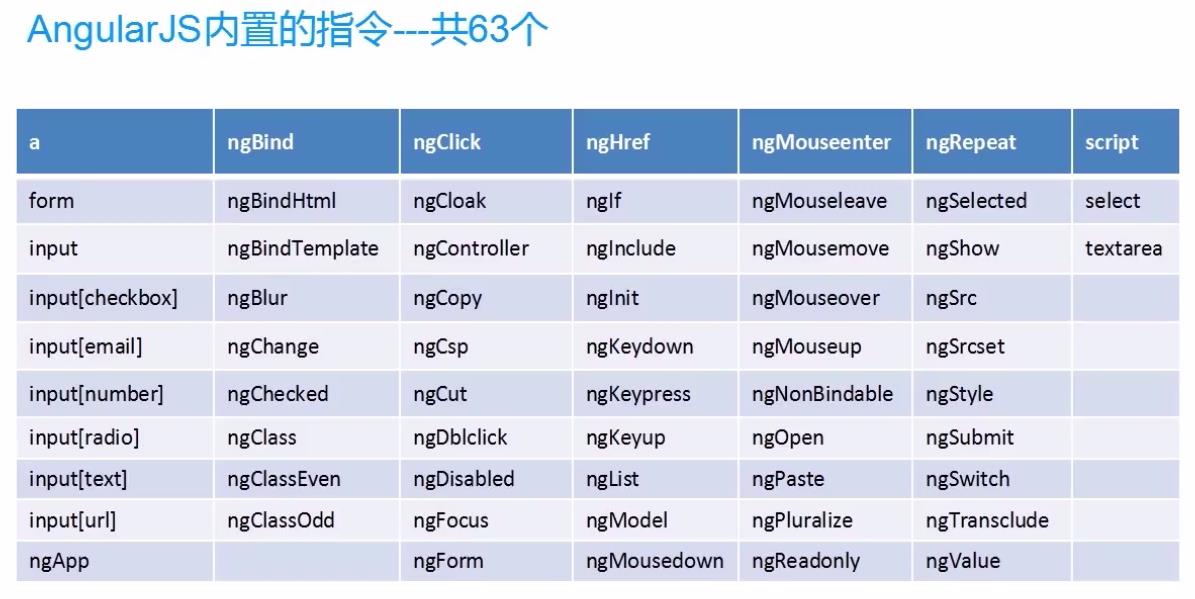 AngularJS内置的指令---共63个
a ngBind ngClick ngHref ngMouseenter ngRepeat script
form ngBindHtml ngCloak ngIf ngMouseleave ngSelected select
input ngBindTemplate ngController ngInclude ngMousemove ngShow textarea
input[checkbox] ngBlur ngCopy ngInit ngMouseover ngSrc
input[email] ngChange ngCsp ngKeydown ngMouseup ngSrcset
input[number] ngChecked ngCut ngKeypress ngNonBindable ngStyle
input[radio] ngClass ngDblclick ngKeyup ngOpen ngSubmit
input[text] ngClassEven ngDisabled ngList ngPaste ngSwitch
input[url] ngClassOdd ngFocus ngModel ngPluralize ngTransclude
ngApp ngForm ngMousedown ngReadonly ngValue